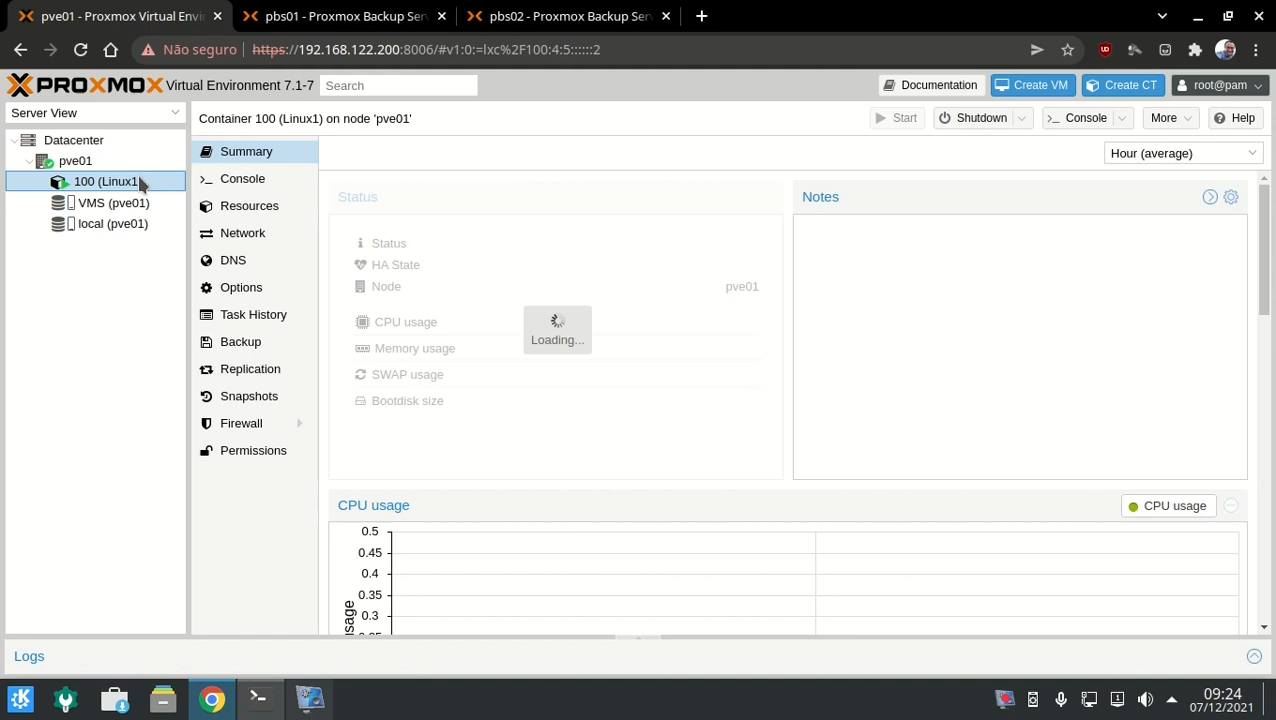 pve01 - Proxmox Virtual Envi
pbs01 - Proxmox Backup Ser
pbs02 - Proxmox Backup Ser
Não seguro
https://192.168.122.200:8006/#v1:0:=lxc%2F100:4:5::::::2
PROXMOX Virtual Environment 7.1-7
Search
Documentation
Create VM
Create CT
root@pam
Server View
Container 100 (Linux1) on node 'pve01'
Start
Shutdown
Console
More
Help
Datacenter
pve01
100 (Linux1
VMS (pve01)
local (pve01)
Summary
Console
Resources
Network
DNS
Options
Task History
Backup
Replication
Snapshots
Firewall
Permissions
Hour (average)
Status
Status
HA State
Node pve01
CPU usage
Memory usage
SWAP usage
Bootdisk size
Loading...
Notes
CPU usage
CPU usage
0.5
0.45
0.4
0.35
0.3
Logs
09:24
07/12/2021